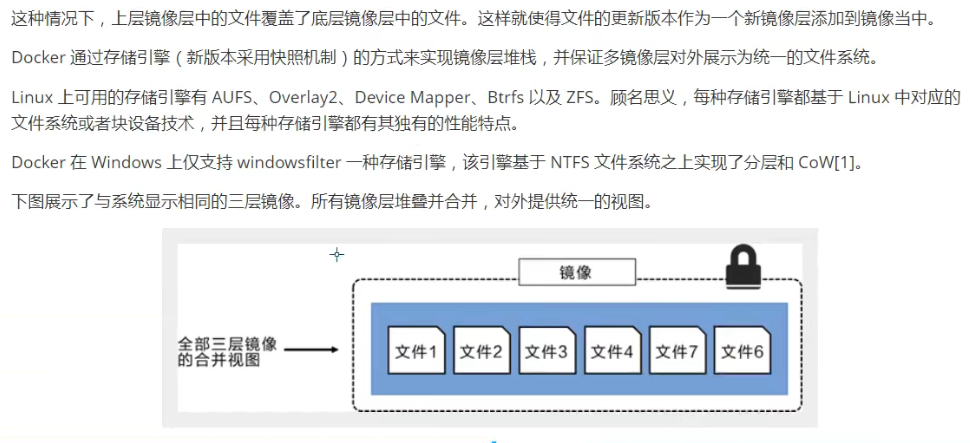 这种情况下，上层镜像层中的文件覆盖了底层镜像层中的文件。这样就使得文件的更新版本作为一个新镜像层添加到镜像当中。
Docker 通过存储引擎（新版本采用快照机制）的方式来实现镜像层堆栈，并保证多镜像层对外展示为统一的文件系统。
Linux 上可用的存储引擎有 AUFS、Overlay2、Device Mapper、Btrfs 以及 ZFS。顾名思义，每种存储引擎都基于 Linux 中对应的
文件系统或者块设备技术，并且每种存储引擎都有其独有的性能特点。
Docker 在 Windows 上仅支持 windowsfilter 一种存储引擎，该引擎基于 NTFS 文件系统之上实现了分层和 CoW[1]。
下图展示了与系统显示相同的三层镜像。所有镜像层堆叠并合并，对外提供统一的视图。
镜像
全部三层镜像
的合并视图
文件1 文件2 文件3 文件4 文件7 文件6